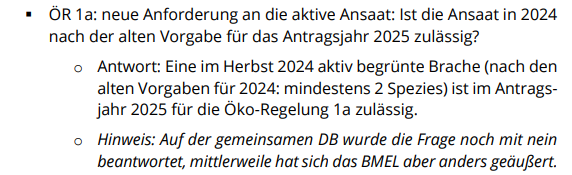 ▪ ÖR 1a: neue Anforderung an die aktive Ansaat: Ist die Ansaat in 2024
nach der alten Vorgabe für das Antragsjahr 2025 zulässig?
o Antwort: Eine im Herbst 2024 aktiv begrünte Brache (nach den
alten Vorgaben für 2024: mindestens 2 Spezies) ist im Antrags-
jahr 2025 für die Öko-Regelung 1a zulässig.
o Hinweis: Auf der gemeinsamen DB wurde die Frage noch mit nein
beantwortet, mittlerweile hat sich das BMEL aber anders geäußert.